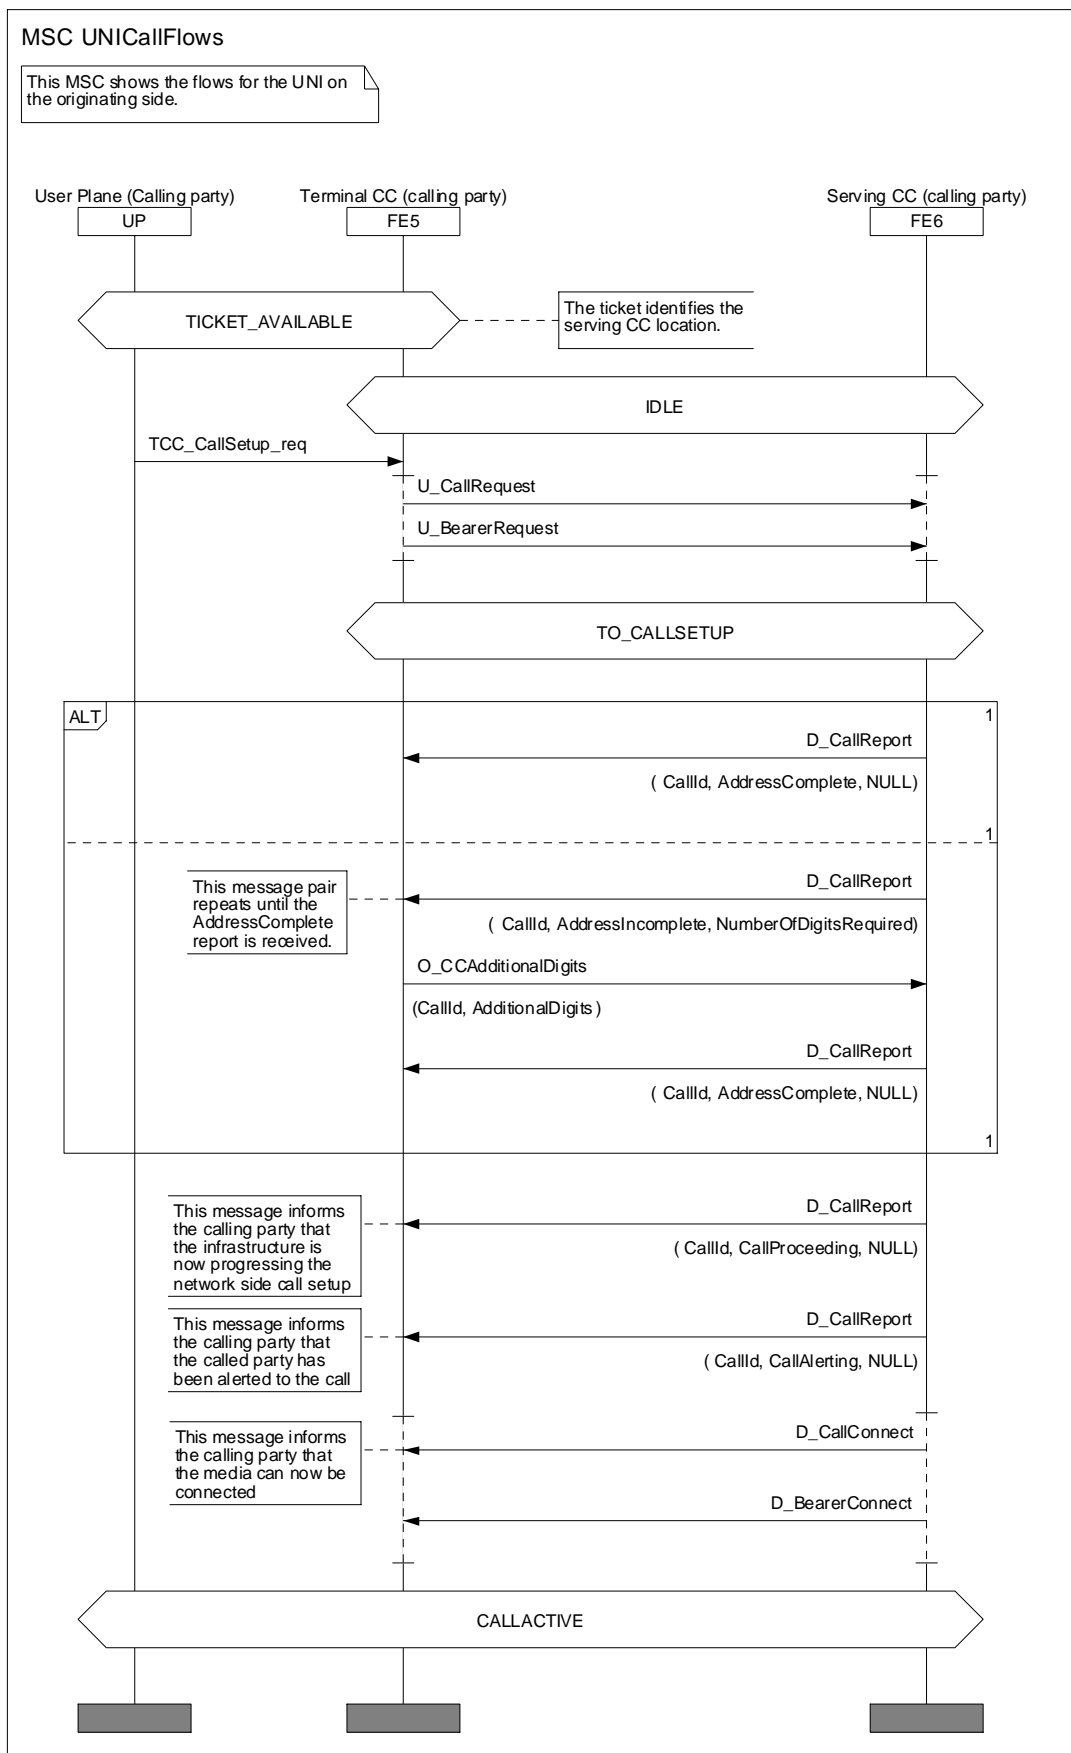 MSC UNICallFlows
This MSC shows the flows for the UNI on
the originating side.
User Plane (Calling party)
Terminal CC (calling party)
Serving CC (calling party)
UP
FE5
FE6
TICKET_AVAILABLE
The ticket identifies the
serving CC location.
IDLE
TCC_CallSetup_req
U_CallRequest
U_BearerRequest
TO_CALLSETUP
ALT
1
D_CallReport
( CallId, AddressComplete, NULL)
1
This message pair
repeats until the
AddressComplete
report is received.
D_CallReport
( CallId, AddressIncomplete, NumberOfDigitsRequired)
O_CCAdditionalDigits
(CallId, AdditionalDigits )
D_CallReport
( CallId, AddressComplete, NULL)
1
This message informs
the calling party that
the infrastructure is
now progressing the
network side call setup
D_CallReport
( CallId, CallProceeding, NULL)
This message informs
the calling party that
the called party has
been alerted to the call
D_CallReport
( CallId, CallAlerting, NULL)
This message informs
the calling party that
the media can now be
connected
D_CallConnect
D_BearerConnect
CALLACTIVE